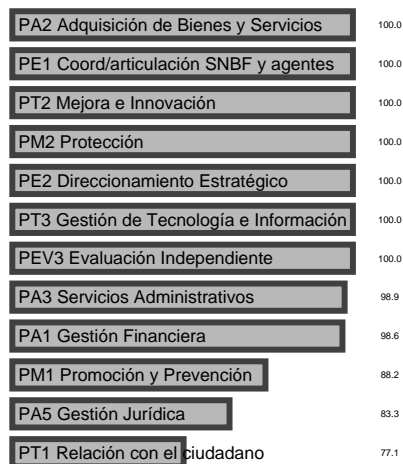 PA2 Adquisición de Bienes y Servicios 100.0
PE1 Coord/articulación SNBF y agentes 100.0
PT2 Mejora e Innovación 100.0
PM2 Protección 100.0
PE2 Direccionamiento Estratégico 100.0
PT3 Gestión de Tecnología e Información 100.0
PEV3 Evaluación Independiente 100.0
PA3 Servicios Administrativos 98.9
PA1 Gestión Financiera 98.6
PM1 Promoción y Prevención 88.2
PA5 Gestión Jurídica 83.3
PT1 Relación con el ciudadano 77.1